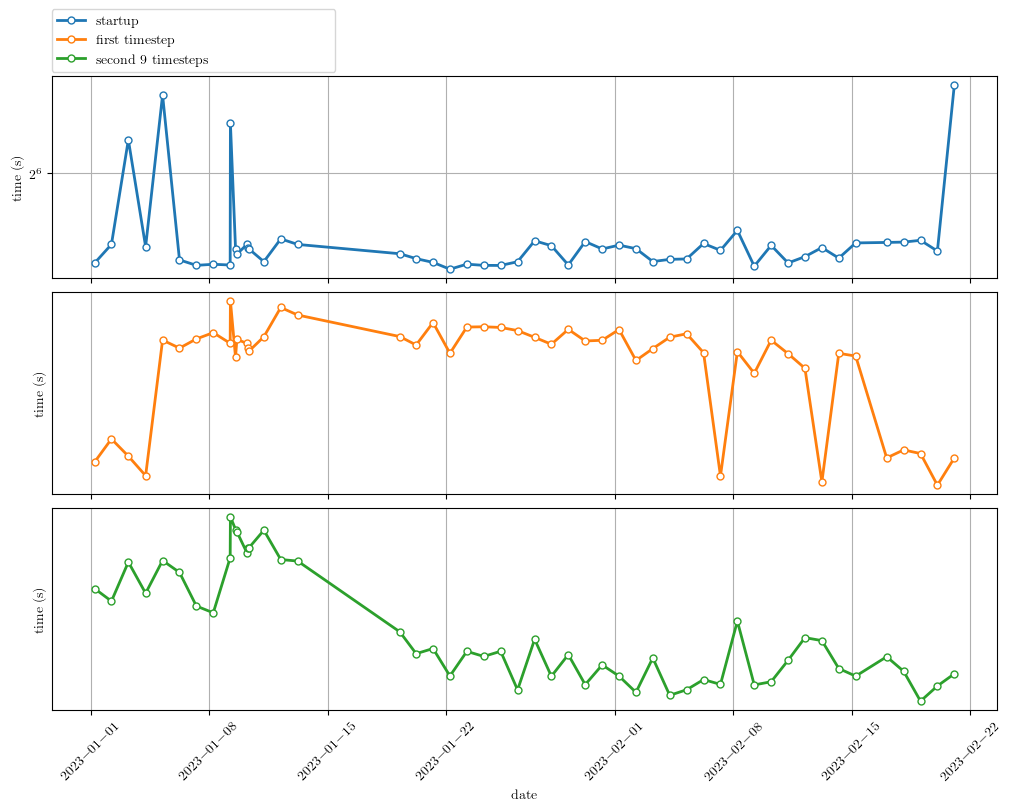 startup
first timestep
second 9 timesteps
time (s)
2^6
time (s)
time (s)
2023−01−01
2023−01−08
2023−01−15
2023−01−22
2023−02−01
2023−02−08
2023−02−15
2023−02−22
date